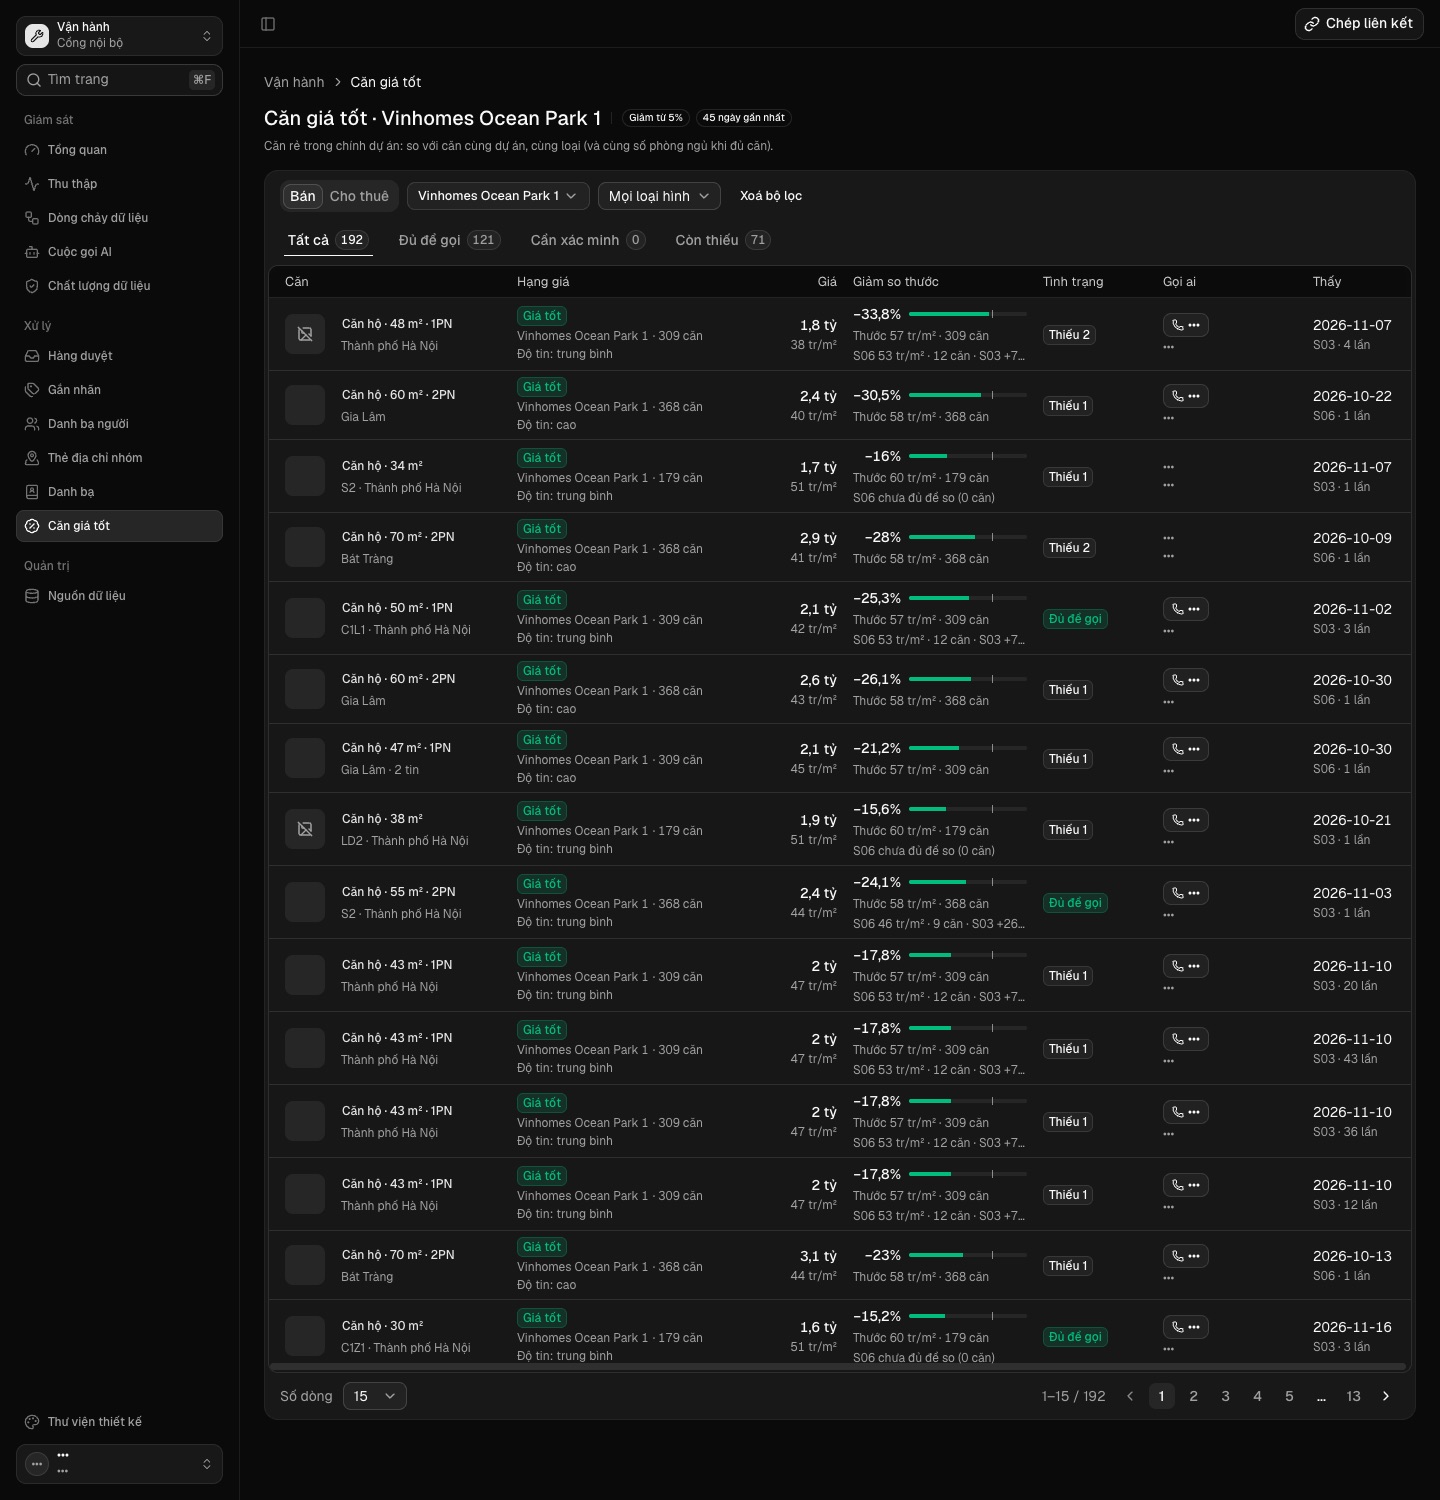 Vận hành
Cổng nội bộ
Tìm trang
⌘F
Giám sát
Tổng quan
Thu thập
Dòng chảy dữ liệu
Cuộc gọi AI
Chất lượng dữ liệu
Xử lý
Hàng duyệt
Gắn nhãn
Danh bạ người
Thẻ địa chỉ nhóm
Danh bạ
Căn giá tốt
Quản trị
Nguồn dữ liệu
Thư viện thiết kế
•••
•••
•••
Chép liên kết
Vận hành > Căn giá tốt
Căn giá tốt · Vinhomes Ocean Park 1 Giảm từ 5% 45 ngày gần nhất
Căn rẻ trong chính dự án: so với căn cùng dự án, cùng loại (và cùng số phòng ngủ khi đủ căn).
Bán Cho thuê Vinhomes Ocean Park 1 Mọi loại hình Xoá bộ lọc
Tất cả 192 Đủ để gọi 121 Cần xác minh 0 Còn thiếu 71
Căn Hạng giá Giá Giảm so thước Tình trạng Gọi ai Thấy
Căn hộ · 48 m² · 1PN
Thành phố Hà Nội
Giá tốt
Vinhomes Ocean Park 1 · 309 căn
Độ tin: trung bình
1,8 tỷ
38 tr/m²
−33,8%
Thước 57 tr/m² · 309 căn
S06 53 tr/m² · 12 căn · S03 +7…
Thiếu 2
•••
•••
2026-11-07
S03 · 4 lần
Căn hộ · 60 m² · 2PN
Gia Lâm
Giá tốt
Vinhomes Ocean Park 1 · 368 căn
Độ tin: cao
2,4 tỷ
40 tr/m²
−30,5%
Thước 58 tr/m² · 368 căn
Thiếu 1
•••
•••
2026-10-22
S06 · 1 lần
Căn hộ · 34 m²
S2 · Thành phố Hà Nội
Giá tốt
Vinhomes Ocean Park 1 · 179 căn
Độ tin: trung bình
1,7 tỷ
51 tr/m²
−16%
Thước 60 tr/m² · 179 căn
S06 chưa đủ để so (0 căn)
Thiếu 1
•••
•••
2026-11-07
S03 · 1 lần
Căn hộ · 70 m² · 2PN
Bát Tràng
Giá tốt
Vinhomes Ocean Park 1 · 368 căn
Độ tin: cao
2,9 tỷ
41 tr/m²
−28%
Thước 58 tr/m² · 368 căn
Thiếu 2
•••
•••
2026-10-09
S06 · 1 lần
Căn hộ · 50 m² · 1PN
C1L1 · Thành phố Hà Nội
Giá tốt
Vinhomes Ocean Park 1 · 309 căn
Độ tin: trung bình
2,1 tỷ
42 tr/m²
−25,3%
Thước 57 tr/m² · 309 căn
S06 53 tr/m² · 12 căn · S03 +7…
Đủ để gọi
•••
•••
2026-11-02
S03 · 3 lần
Căn hộ · 60 m² · 2PN
Gia Lâm
Giá tốt
Vinhomes Ocean Park 1 · 368 căn
Độ tin: cao
2,6 tỷ
43 tr/m²
−26,1%
Thước 58 tr/m² · 368 căn
Thiếu 1
•••
•••
2026-10-30
S06 · 1 lần
Căn hộ · 47 m² · 1PN
Gia Lâm · 2 tin
Giá tốt
Vinhomes Ocean Park 1 · 309 căn
Độ tin: cao
2,1 tỷ
45 tr/m²
−21,2%
Thước 57 tr/m² · 309 căn
Thiếu 1
•••
•••
2026-10-30
S06 · 1 lần
Căn hộ · 38 m²
LD2 · Thành phố Hà Nội
Giá tốt
Vinhomes Ocean Park 1 · 179 căn
Độ tin: trung bình
1,9 tỷ
51 tr/m²
−15,6%
Thước 60 tr/m² · 179 căn
S06 chưa đủ để so (0 căn)
Thiếu 1
•••
•••
2026-10-21
S03 · 1 lần
Căn hộ · 55 m² · 2PN
S2 · Thành phố Hà Nội
Giá tốt
Vinhomes Ocean Park 1 · 368 căn
Độ tin: trung bình
2,4 tỷ
44 tr/m²
−24,1%
Thước 58 tr/m² · 368 căn
S06 46 tr/m² · 9 căn · S03 +26…
Đủ để gọi
•••
•••
2026-11-03
S03 · 1 lần
Căn hộ · 43 m² · 1PN
Thành phố Hà Nội
Giá tốt
Vinhomes Ocean Park 1 · 309 căn
Độ tin: trung bình
2 tỷ
47 tr/m²
−17,8%
Thước 57 tr/m² · 309 căn
S06 53 tr/m² · 12 căn · S03 +7…
Thiếu 1
•••
•••
2026-11-10
S03 · 20 lần
Căn hộ · 43 m² · 1PN
Thành phố Hà Nội
Giá tốt
Vinhomes Ocean Park 1 · 309 căn
Độ tin: trung bình
2 tỷ
47 tr/m²
−17,8%
Thước 57 tr/m² · 309 căn
S06 53 tr/m² · 12 căn · S03 +7…
Thiếu 1
•••
•••
2026-11-10
S03 · 43 lần
Căn hộ · 43 m² · 1PN
Thành phố Hà Nội
Giá tốt
Vinhomes Ocean Park 1 · 309 căn
Độ tin: trung bình
2 tỷ
47 tr/m²
−17,8%
Thước 57 tr/m² · 309 căn
S06 53 tr/m² · 12 căn · S03 +7…
Thiếu 1
•••
•••
2026-11-10
S03 · 36 lần
Căn hộ · 43 m² · 1PN
Thành phố Hà Nội
Giá tốt
Vinhomes Ocean Park 1 · 309 căn
Độ tin: trung bình
2 tỷ
47 tr/m²
−17,8%
Thước 57 tr/m² · 309 căn
S06 53 tr/m² · 12 căn · S03 +7…
Thiếu 1
•••
•••
2026-11-10
S03 · 12 lần
Căn hộ · 70 m² · 2PN
Bát Tràng
Giá tốt
Vinhomes Ocean Park 1 · 368 căn
Độ tin: cao
3,1 tỷ
44 tr/m²
−23%
Thước 58 tr/m² · 368 căn
Thiếu 1
•••
•••
2026-10-13
S06 · 1 lần
Căn hộ · 30 m²
C1Z1 · Thành phố Hà Nội
Giá tốt
Vinhomes Ocean Park 1 · 179 căn
Độ tin: trung bình
1,6 tỷ
51 tr/m²
−15,2%
Thước 60 tr/m² · 179 căn
S06 chưa đủ để so (0 căn)
Đủ để gọi
•••
•••
2026-11-16
S03 · 3 lần
Số dòng 15
1–15 / 192 1 2 3 4 5 … 13